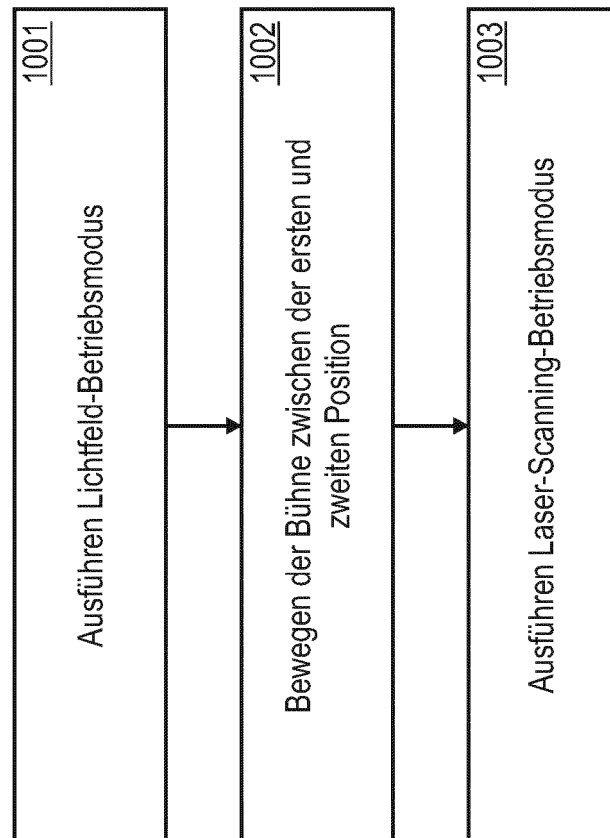 1001
Ausführen Lichtfeld-Betriebsmodus
1002
Bewegen der Bühne zwischen der ersten und
zweiten Position
1003
Ausführen Laser-Scanning-Betriebsmodus